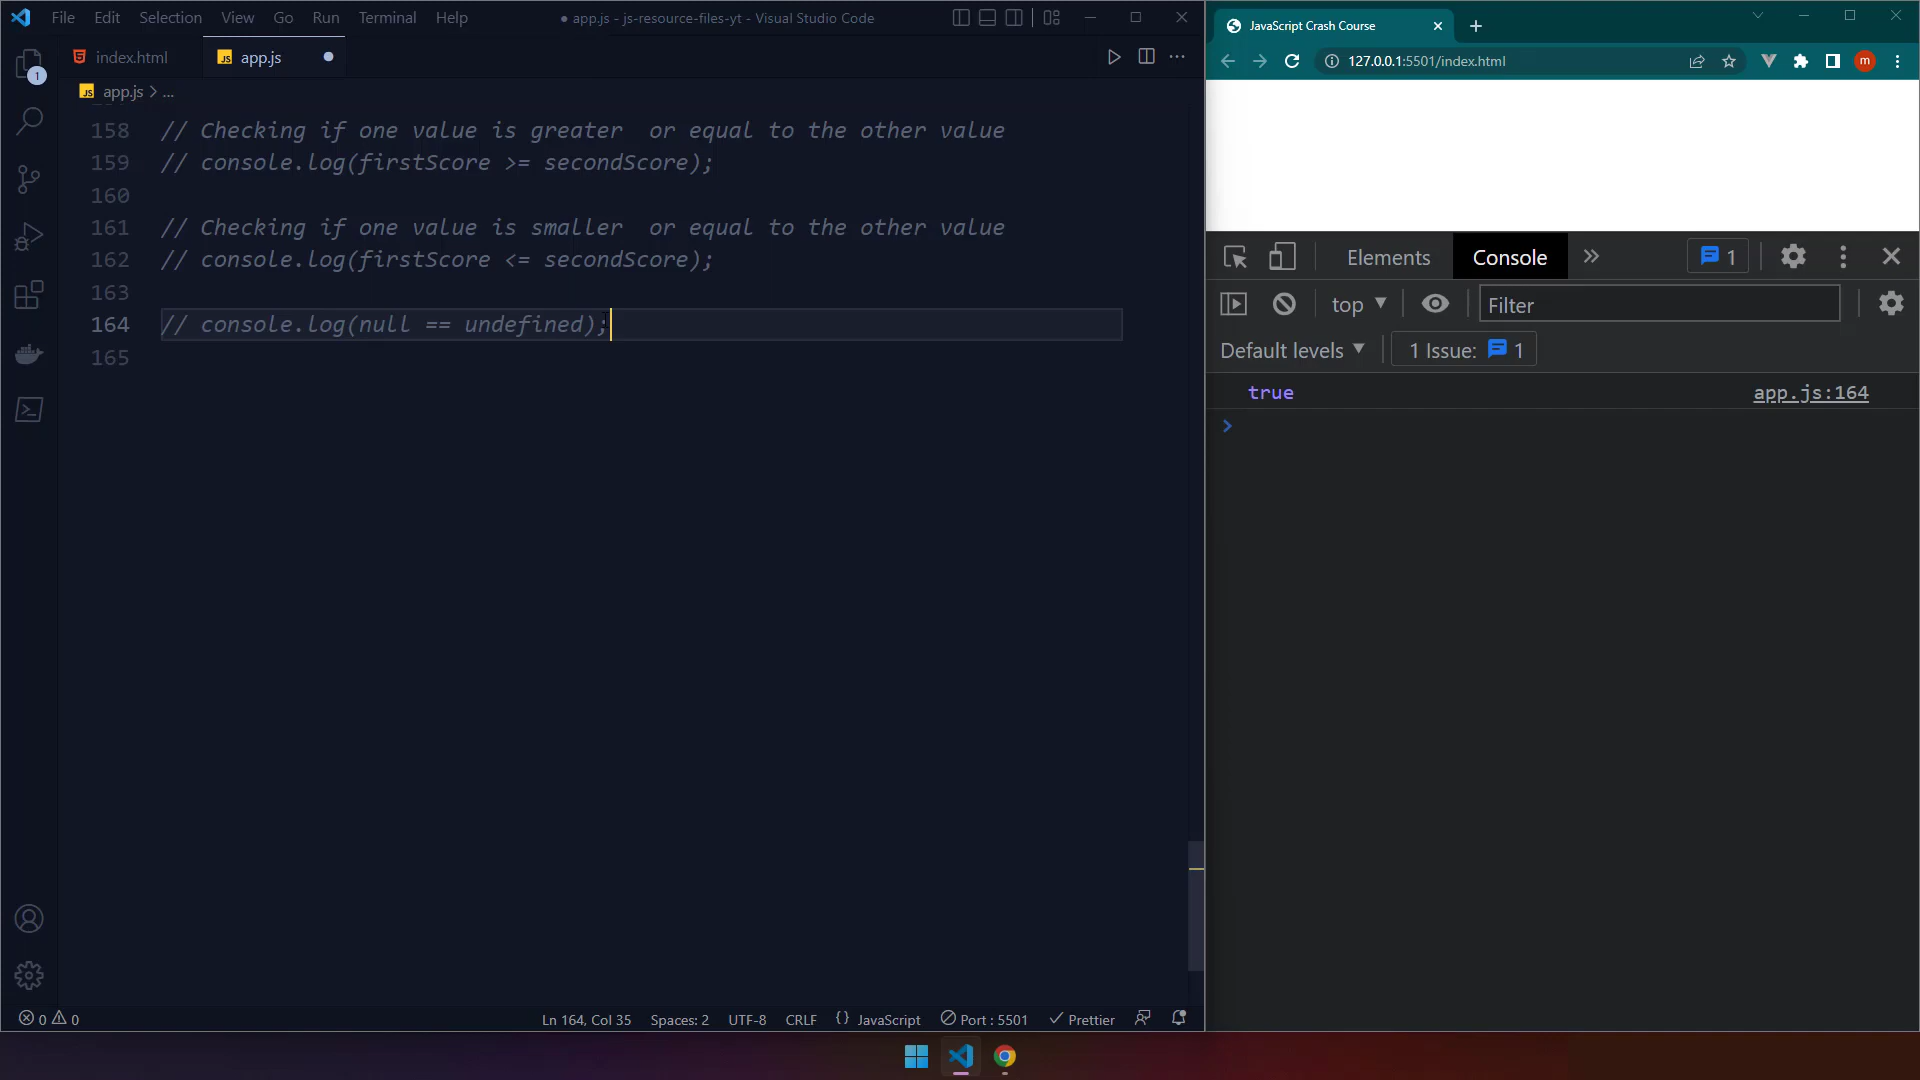 File Edit Selection View Go Run Terminal Help
● app.js - js-resource-files-yt - Visual Studio Code
index.html
JS app.js
JS app.js > ...
158 // Checking if one value is greater  or equal to the other value
159 // console.log(firstScore >= secondScore);
160
161 // Checking if one value is smaller  or equal to the other value
162 // console.log(firstScore <= secondScore);
163
164 // console.log(null == undefined);
165
1
0 0
Ln 164, Col 35 Spaces: 2 UTF-8 CRLF {} JavaScript Port : 5501 Prettier
JavaScript Crash Course
127.0.0.1:5501/index.html
m
Elements Console 1
top Filter
Default levels 1 Issue: 1
true app.js:164